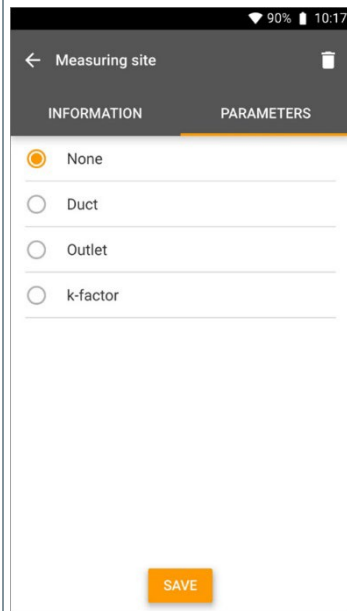 90% 10:17
Measuring site
INFORMATION PARAMETERS
None
Duct
Outlet
k-factor
SAVE